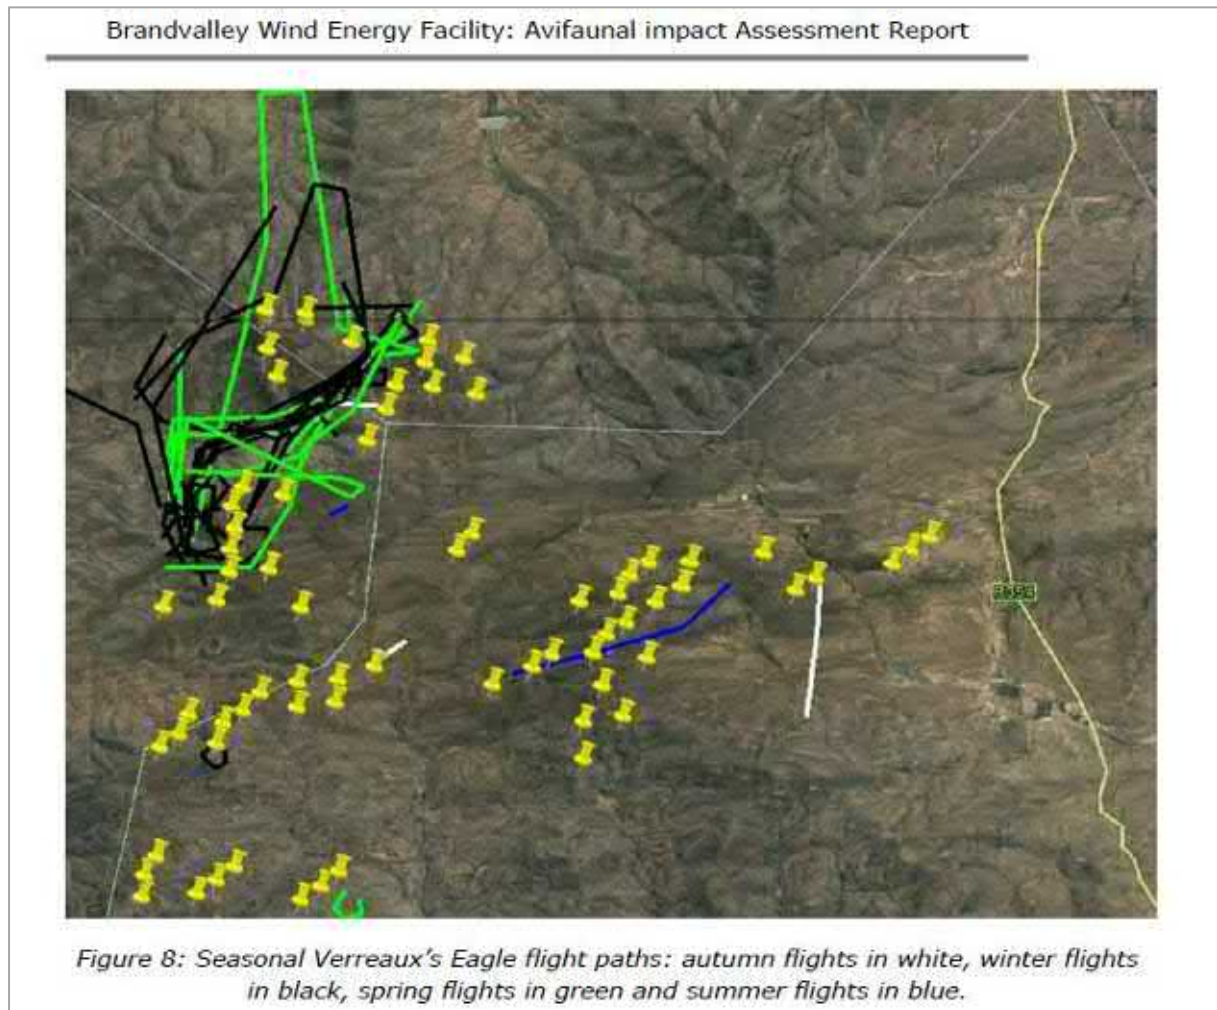 Brandvalley Wind Energy Facility: Avifaunal impact Assessment Report
Figure 8: Seasonal Verreaux's Eagle flight paths: autumn flights in white, winter flights
in black, spring flights in green and summer flights in blue.